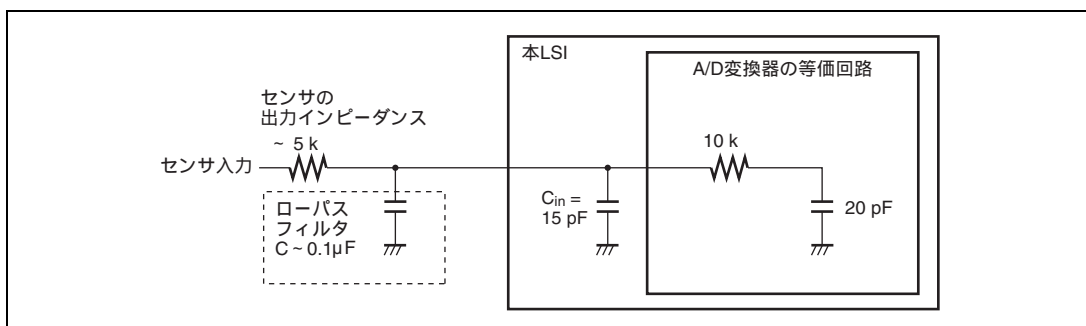 本LSI
A/D変換器の等価回路
センサの
出力インピーダンス
~ 5 k
10 k
センサ入力
ローパス
フィルタ
C ~ 0.1μF
Cin =
15 pF
20 pF